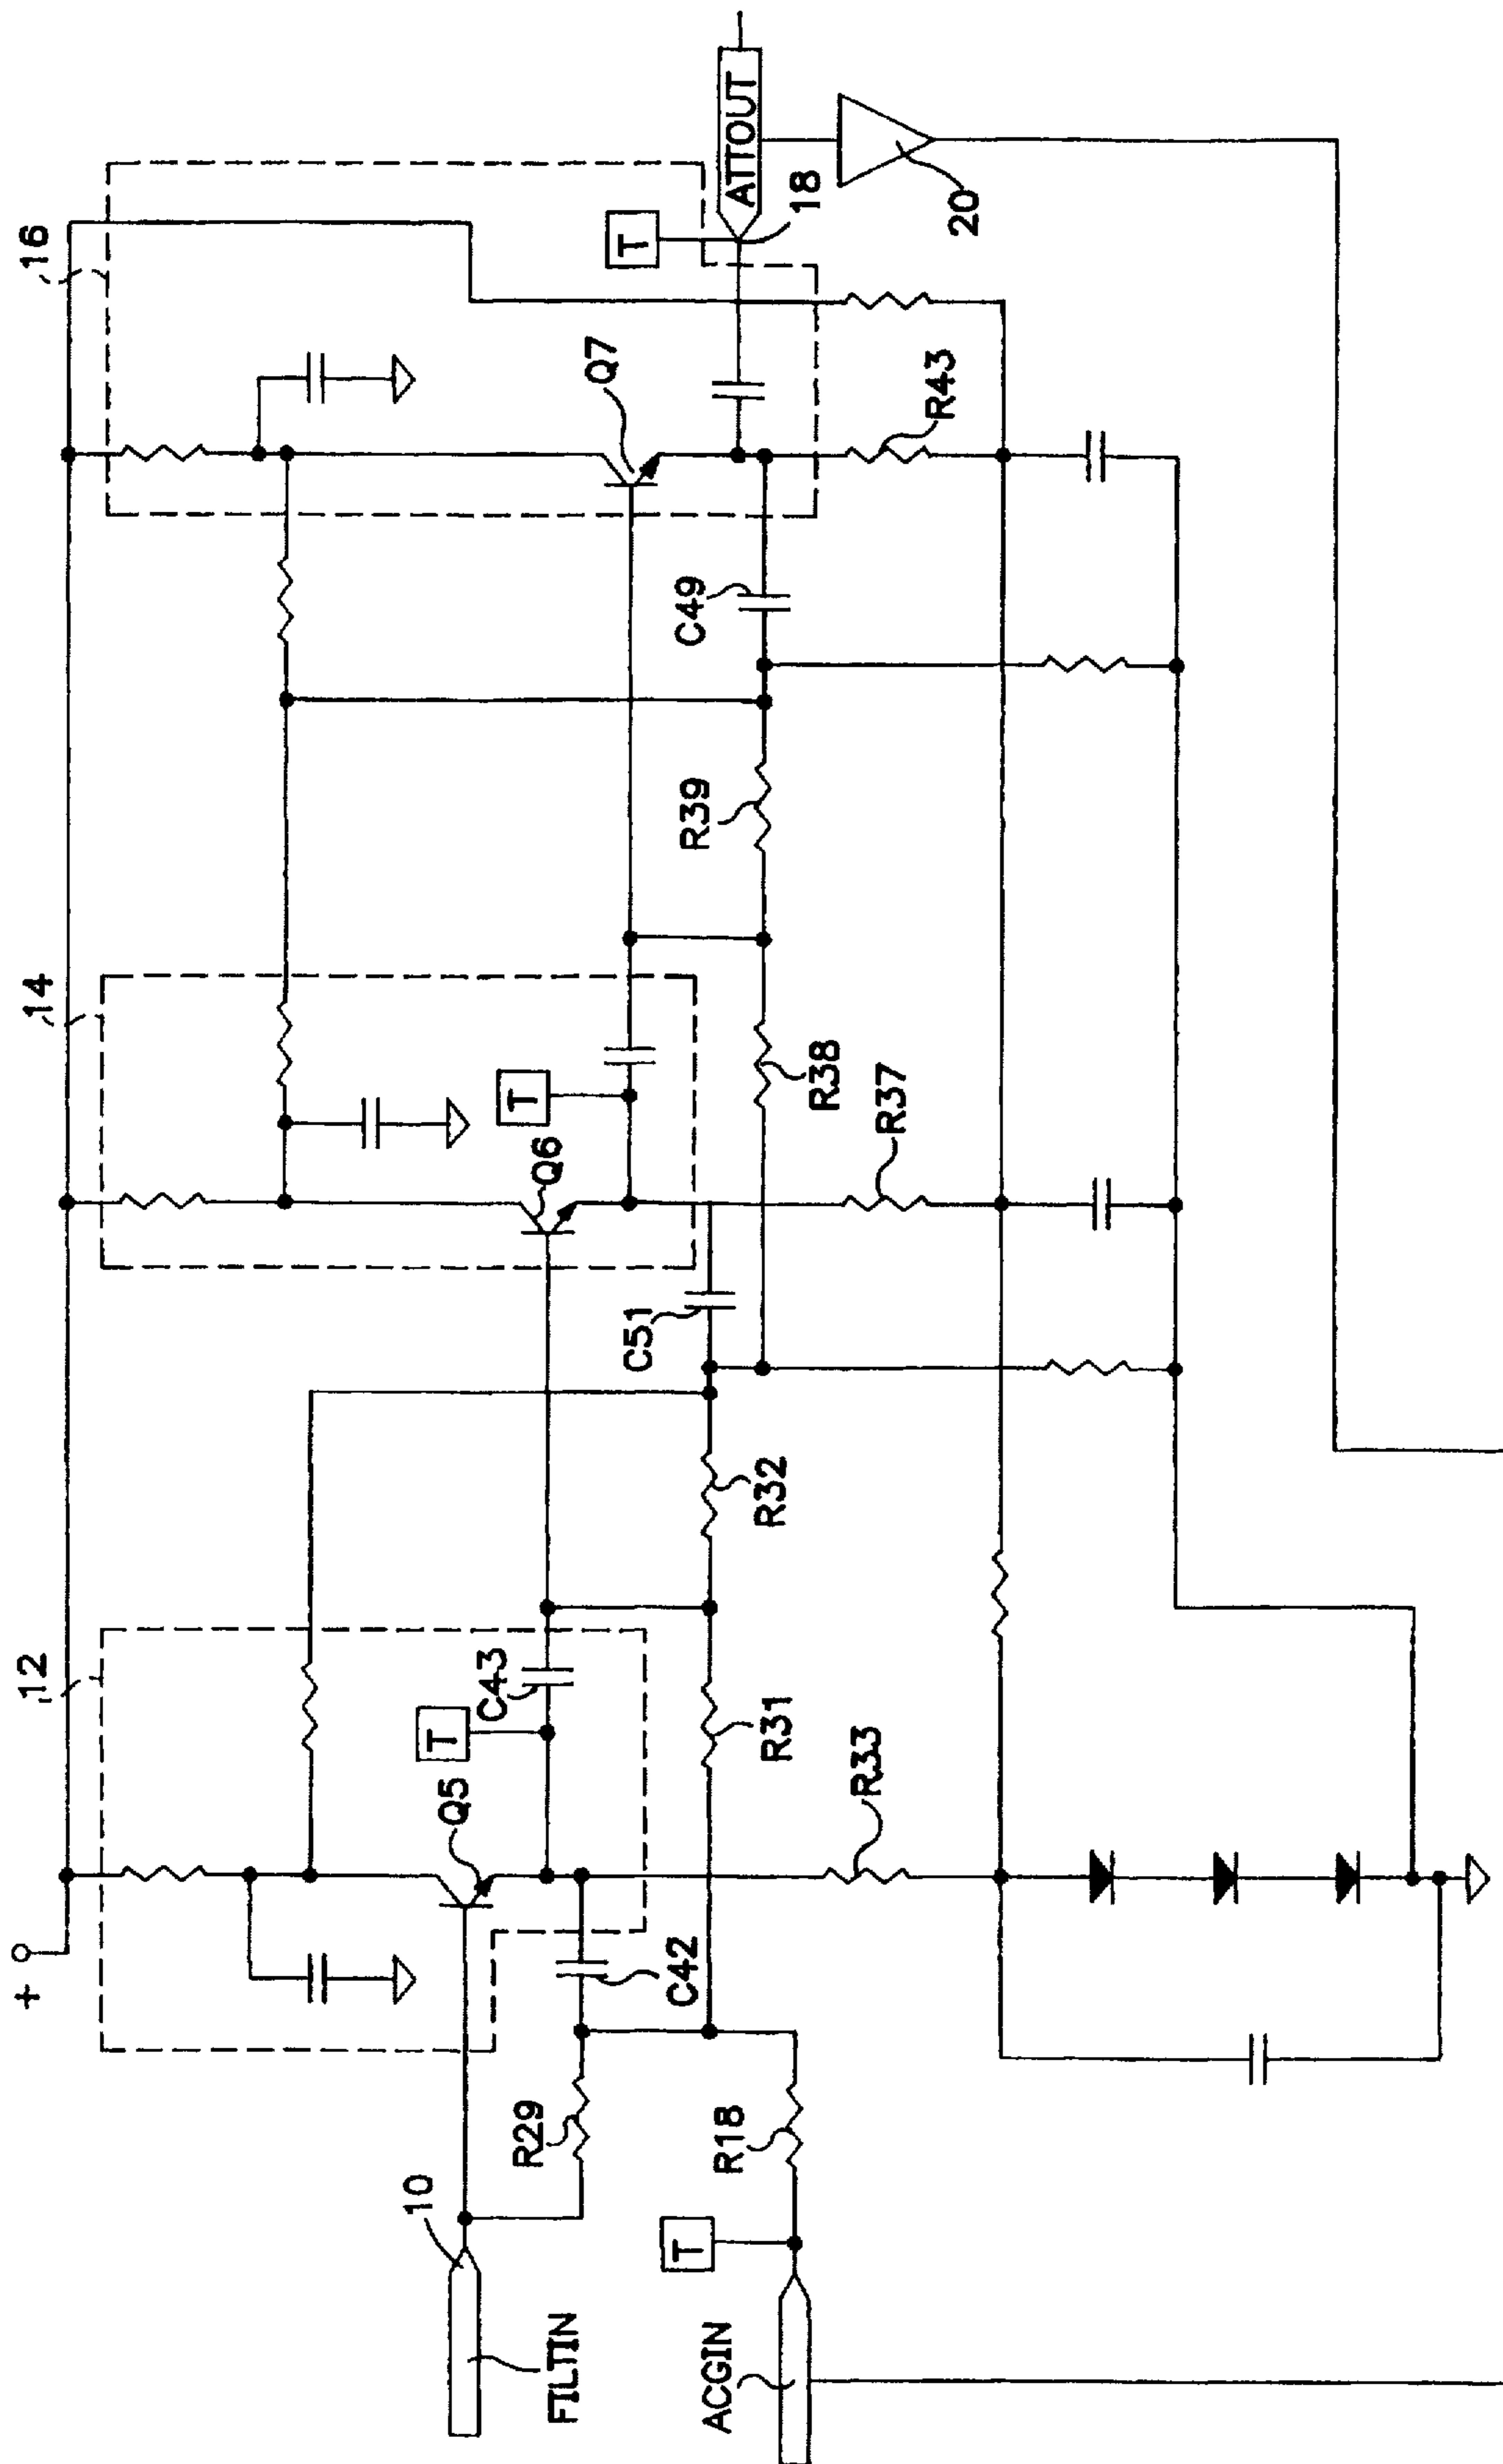 +
12
14
16
Q5
T
C43
Q6
T
Q7
T
ATTOUT
18
20
10
FILTIN
R29
C42
R31
R32
C51
R38
R39
C49
R43
R37
R33
R18
T
ACGIN